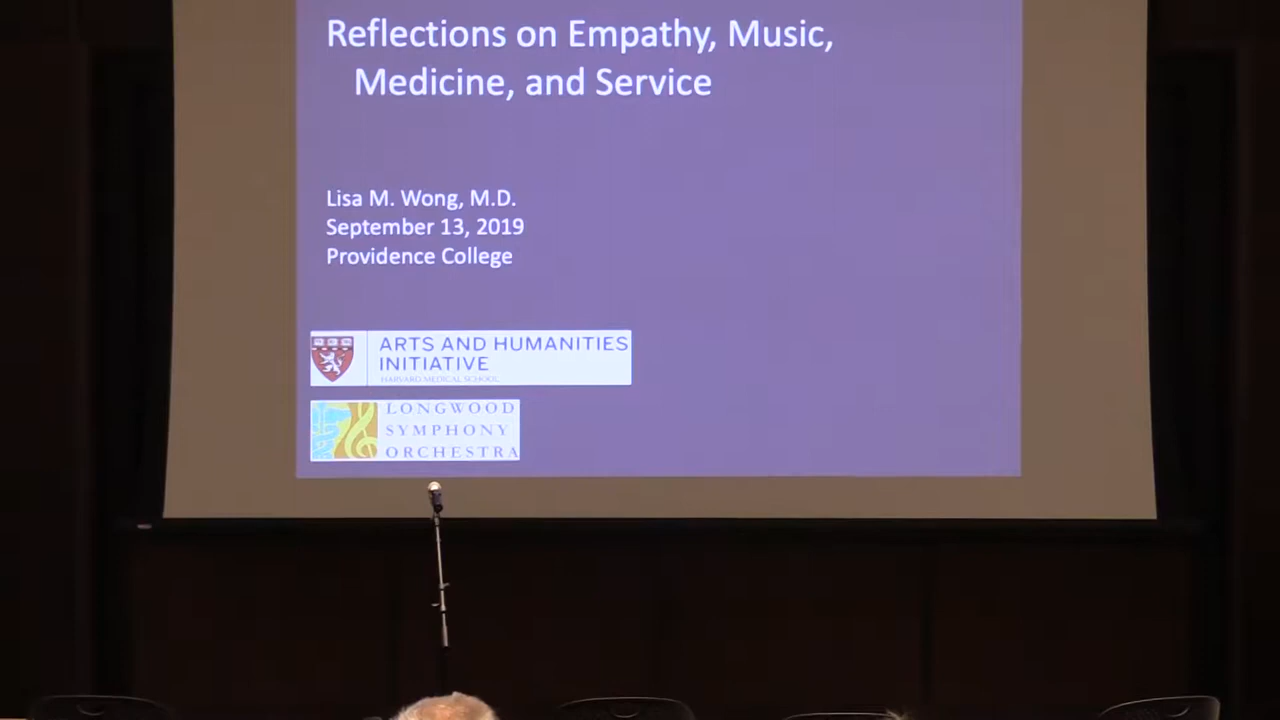 Reflections on Empathy, Music,
Medicine, and Service
Lisa M. Wong, M.D.
September 13, 2019
Providence College
ARTS AND HUMANITIES
INITIATIVE
HARVARD MEDICAL SCHOOL
LONGWOOD
SYMPHONY
ORCHESTRA